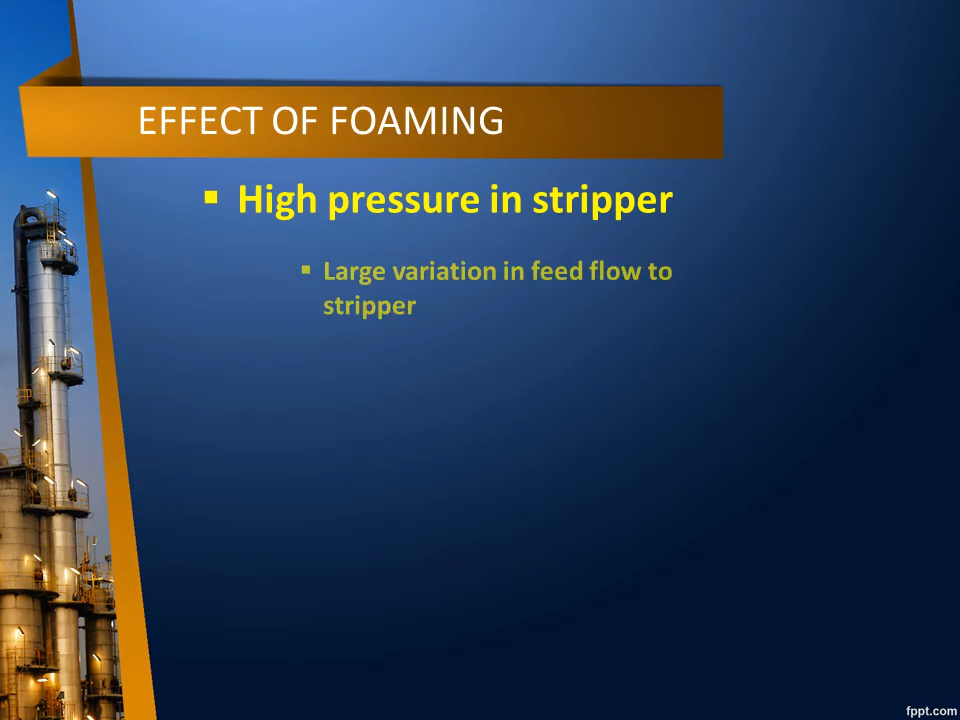 EFFECT OF FOAMING
▪ High pressure in stripper
▪ Large variation in feed flow to
stripper
fppt.com